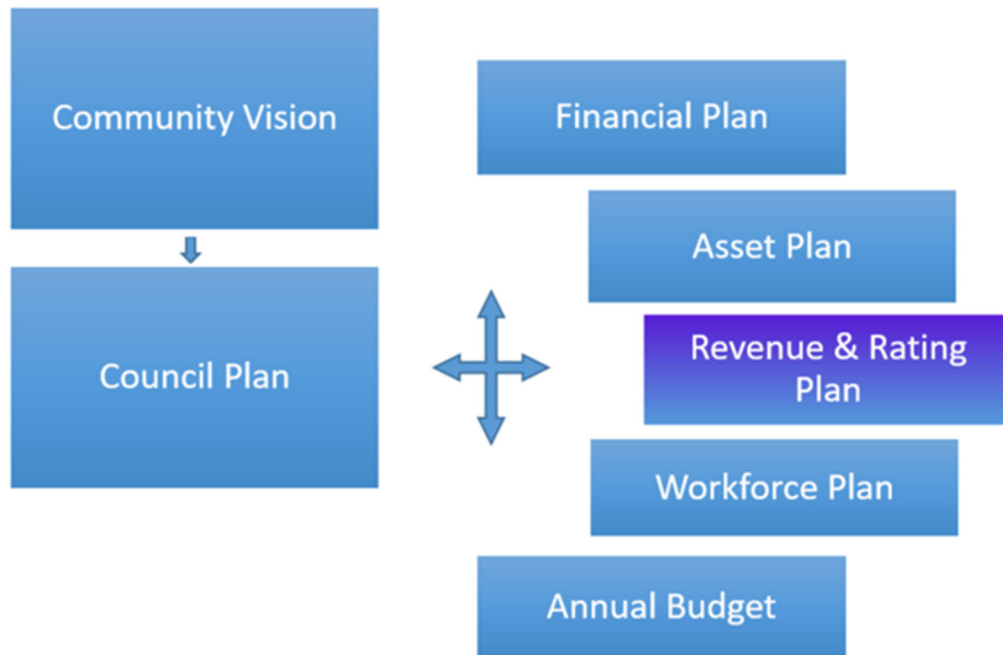 Community Vision
Council Plan
Financial Plan
Asset Plan
Revenue & Rating
Plan
Workforce Plan
Annual Budget